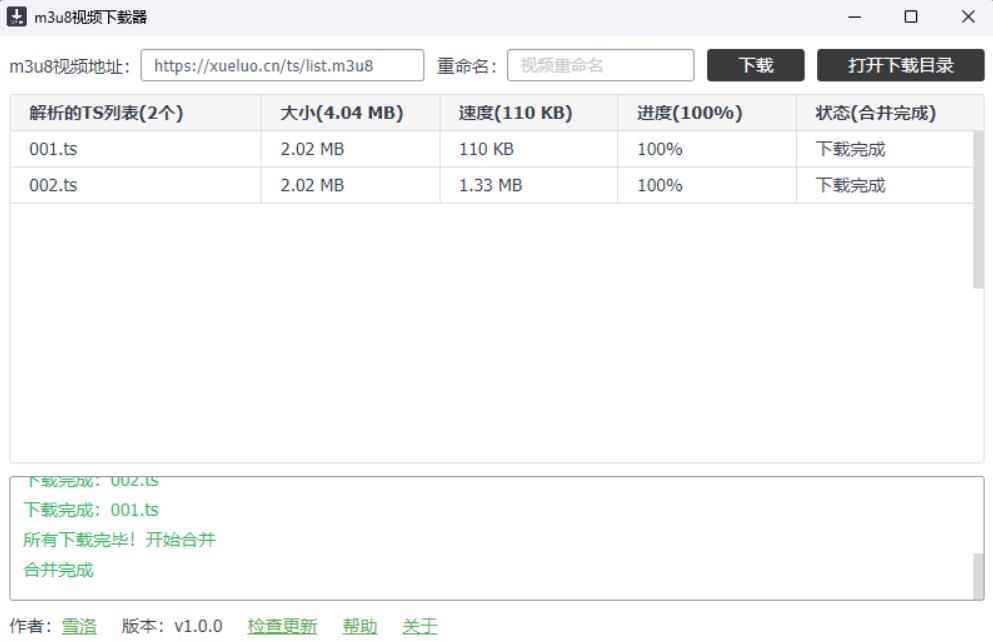 m3u8视频下载器
m3u8视频地址： https://xueluo.cn/ts/list.m3u8 重命名： 视频重命名 下载 打开下载目录
解析的TS列表(2个) 大小(4.04 MB) 速度(110 KB) 进度(100%) 状态(合并完成)
001.ts 2.02 MB 110 KB 100% 下载完成
002.ts 2.02 MB 1.33 MB 100% 下载完成
下载完成：002.ts
下载完成：001.ts
所有下载完毕！开始合并
合并完成
作者：雪洛 版本：v1.0.0 检查更新 帮助 关于